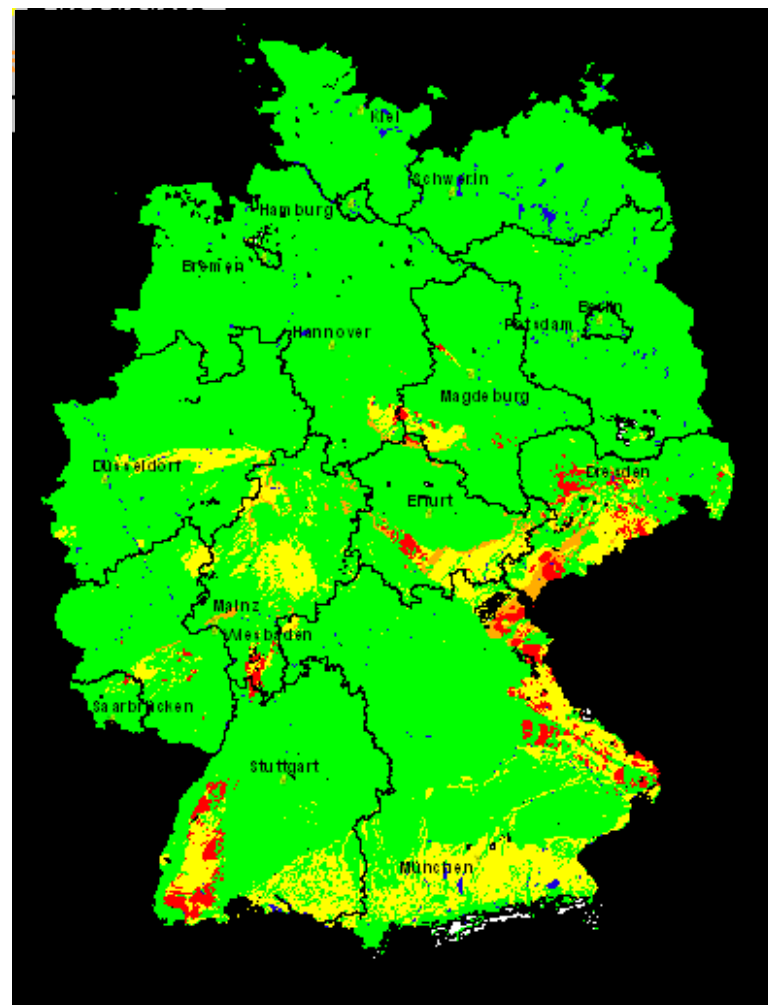 Kiel
Schwerin
Hamburg
Bremen
Berlin
Potsdam
Hannover
Magdeburg
Düsseldorf
Dresden
Erfurt
Mainz
Wiesbaden
Saarbrücken
Stuttgart
München